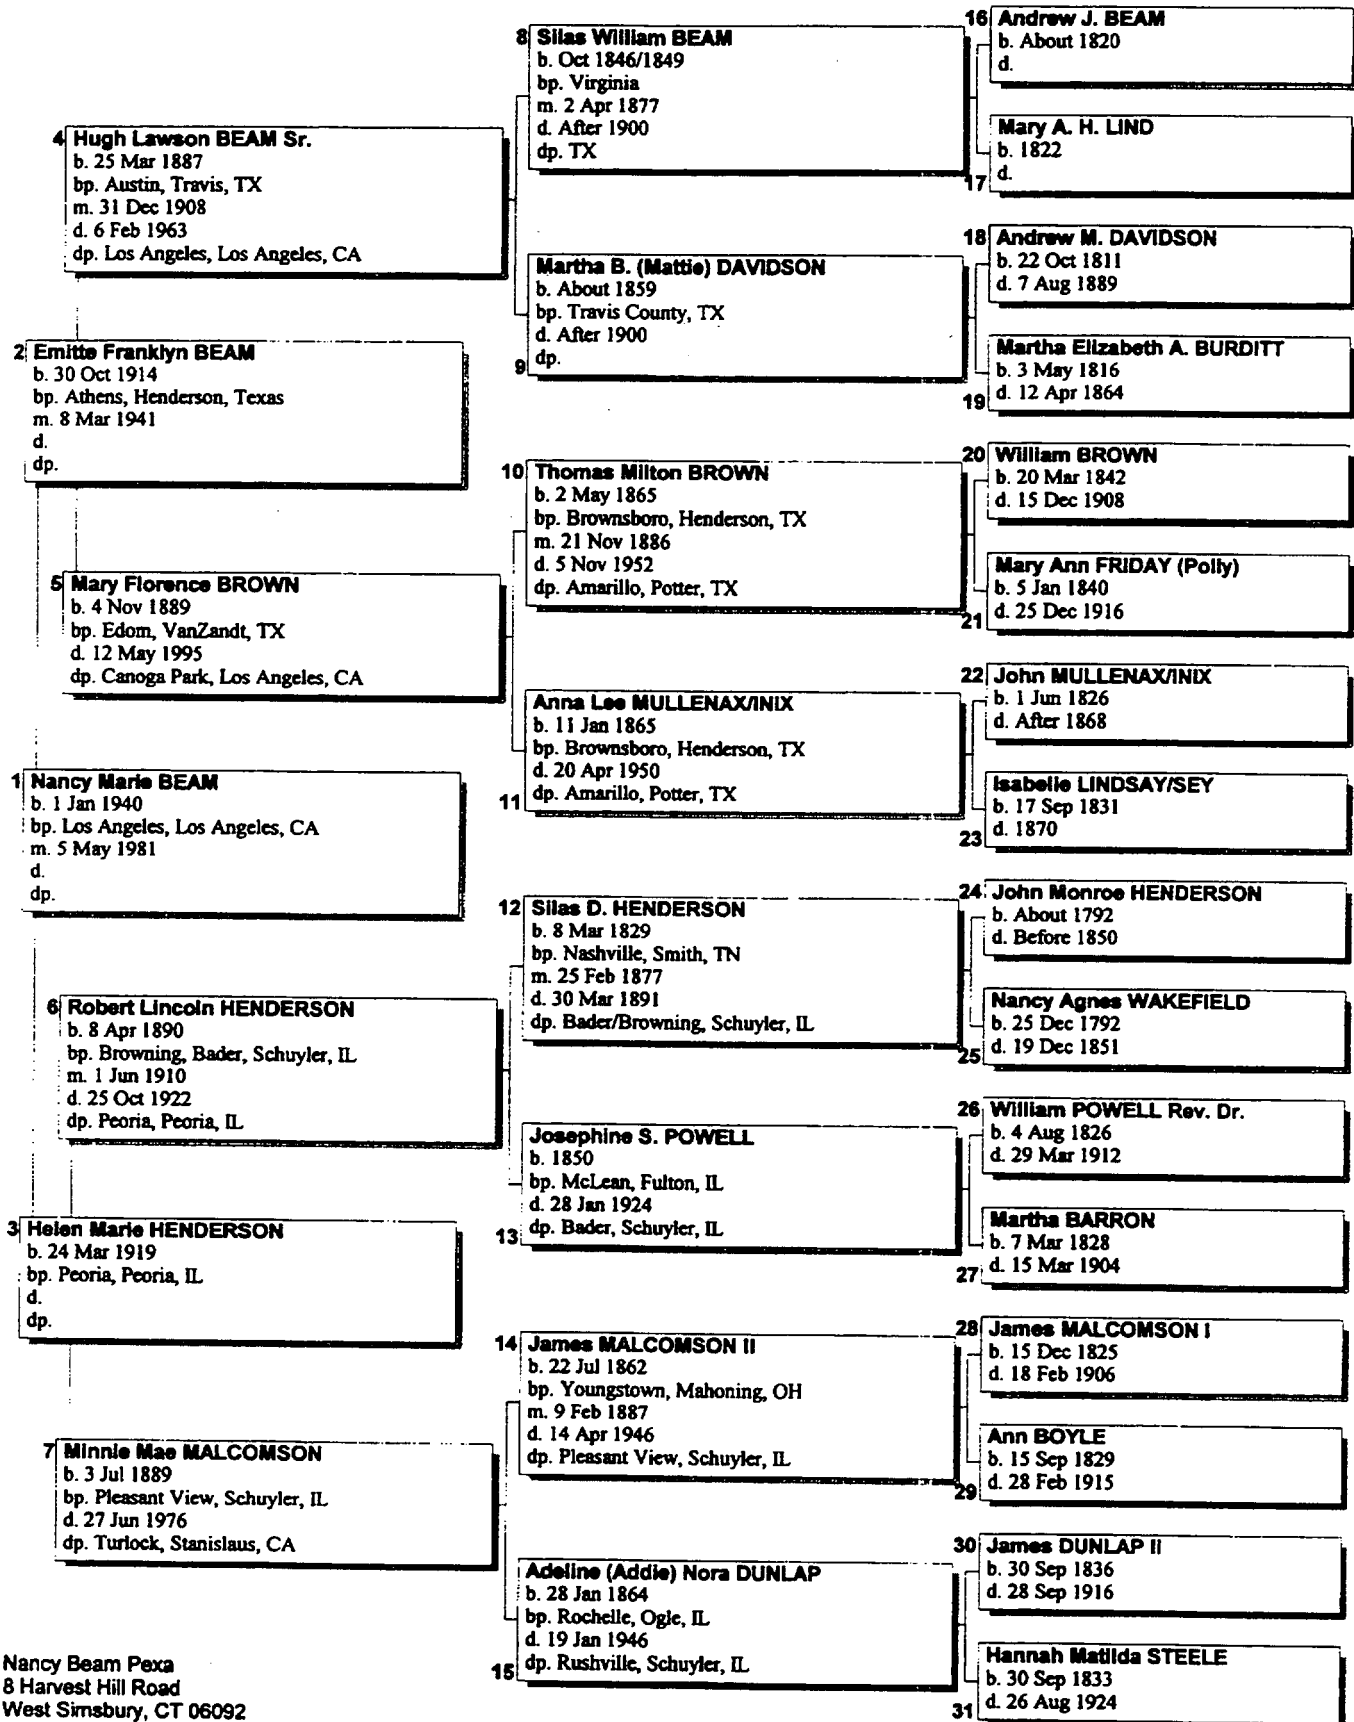 1 Nancy Marie BEAM
b. 1 Jan 1940
bp. Los Angeles, Los Angeles, CA
m. 5 May 1981
d.
dp.
2 Emitte Franklyn BEAM
b. 30 Oct 1914
bp. Athens, Henderson, Texas
m. 8 Mar 1941
d.
dp.
3 Helen Marie HENDERSON
b. 24 Mar 1919
bp. Peoria, Peoria, IL
d.
dp.
4 Hugh Lawson BEAM Sr.
b. 25 Mar 1887
bp. Austin, Travis, TX
m. 31 Dec 1908
d. 6 Feb 1963
dp. Los Angeles, Los Angeles, CA
5 Mary Florence BROWN
b. 4 Nov 1889
bp. Edom, VanZandt, TX
d. 12 May 1995
dp. Canoga Park, Los Angeles, CA
6 Robert Lincoln HENDERSON
b. 8 Apr 1890
bp. Browning, Bader, Schuyler, IL
m. 1 Jun 1910
d. 25 Oct 1922
dp. Peoria, Peoria, IL
7 Minnie Mae MALCOMSON
b. 3 Jul 1889
bp. Pleasant View, Schuyler, IL
d. 27 Jun 1976
dp. Turlock, Stanislaus, CA
8 Silas William BEAM
b. Oct 1846/1849
bp. Virginia
m. 2 Apr 1877
d. After 1900
dp. TX
Martha B. (Mattie) DAVIDSON
b. About 1859
bp. Travis County, TX
d. After 1900
9 dp.
10 Thomas Milton BROWN
b. 2 May 1865
bp. Brownsboro, Henderson, TX
m. 21 Nov 1886
d. 5 Nov 1952
dp. Amarillo, Potter, TX
Anna Lee MULLENAX/INIX
b. 11 Jan 1865
bp. Brownsboro, Henderson, TX
d. 20 Apr 1950
11 dp. Amarillo, Potter, TX
12 Silas D. HENDERSON
b. 8 Mar 1829
bp. Nashville, Smith, TN
m. 25 Feb 1877
d. 30 Mar 1891
dp. Bader/Browning, Schuyler, IL
Josephine S. POWELL
b. 1850
bp. McLean, Fulton, IL
d. 28 Jan 1924
13 dp. Bader, Schuyler, IL
14 James MALCOMSON II
b. 22 Jul 1862
bp. Youngstown, Mahoning, OH
m. 9 Feb 1887
d. 14 Apr 1946
dp. Pleasant View, Schuyler, IL
Adeline (Addie) Nora DUNLAP
b. 28 Jan 1864
bp. Rochelle, Ogle, IL
d. 19 Jan 1946
15 dp. Rushville, Schuyler, IL
16 Andrew J. BEAM
b. About 1820
d.
Mary A. H. LIND
b. 1822
17 d.
18 Andrew M. DAVIDSON
b. 22 Oct 1811
d. 7 Aug 1889
Martha Elizabeth A. BURDITT
b. 3 May 1816
19 d. 12 Apr 1864
20 William BROWN
b. 20 Mar 1842
d. 15 Dec 1908
Mary Ann FRIDAY (Polly)
b. 5 Jan 1840
21 d. 25 Dec 1916
22 John MULLENAX/INIX
b. 1 Jun 1826
d. After 1868
Isabelle LINDSAY/SEY
b. 17 Sep 1831
23 d. 1870
24 John Monroe HENDERSON
b. About 1792
d. Before 1850
Nancy Agnes WAKEFIELD
b. 25 Dec 1792
25 d. 19 Dec 1851
26 William POWELL Rev. Dr.
b. 4 Aug 1826
d. 29 Mar 1912
Martha BARRON
b. 7 Mar 1828
27 d. 15 Mar 1904
28 James MALCOMSON I
b. 15 Dec 1825
d. 18 Feb 1906
Ann BOYLE
b. 15 Sep 1829
29 d. 28 Feb 1915
30 James DUNLAP II
b. 30 Sep 1836
d. 28 Sep 1916
Hannah Matilda STEELE
b. 30 Sep 1833
31 d. 26 Aug 1924
Nancy Beam Pexa
8 Harvest Hill Road
West Simsbury, CT 06092